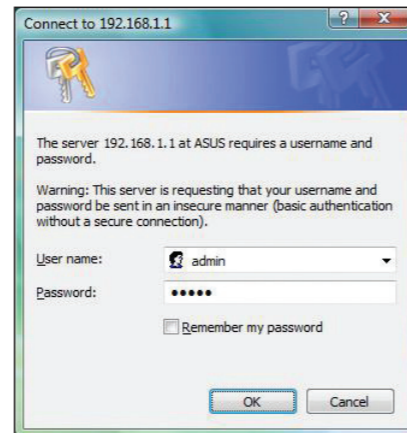 Connect to 192.168.1.1
The server 192.168.1.1 at ASUS requires a username and
password.
Warning: This server is requesting that your username and
password be sent in an insecure manner (basic authentication
without a secure connection).
User name:
admin
Password:
•••••
Remember my password
OK
Cancel